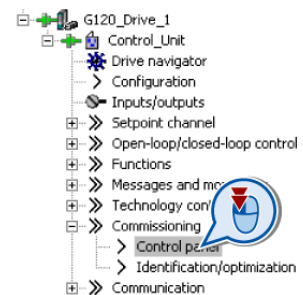 G120_Drive_1
Control_Unit
Drive navigator
Configuration
Inputs/outputs
Setpoint channel
Open-loop/closed-loop control
Functions
Messages and
Technology
Commissioning
Control
Identification/optimization
Communication